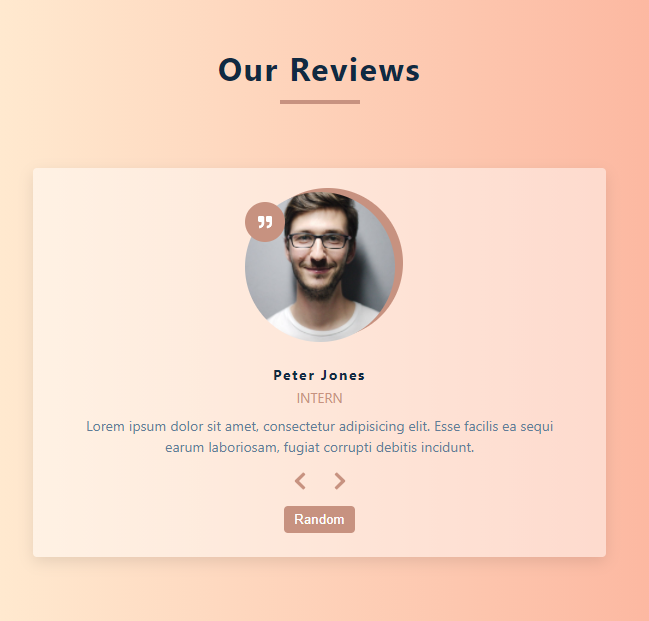 Our Reviews
Peter Jones
INTERN
Lorem ipsum dolor sit amet, consectetur adipisicing elit. Esse facilis ea sequi
earum laboriosam, fugiat corrupti debitis incidunt.
Random